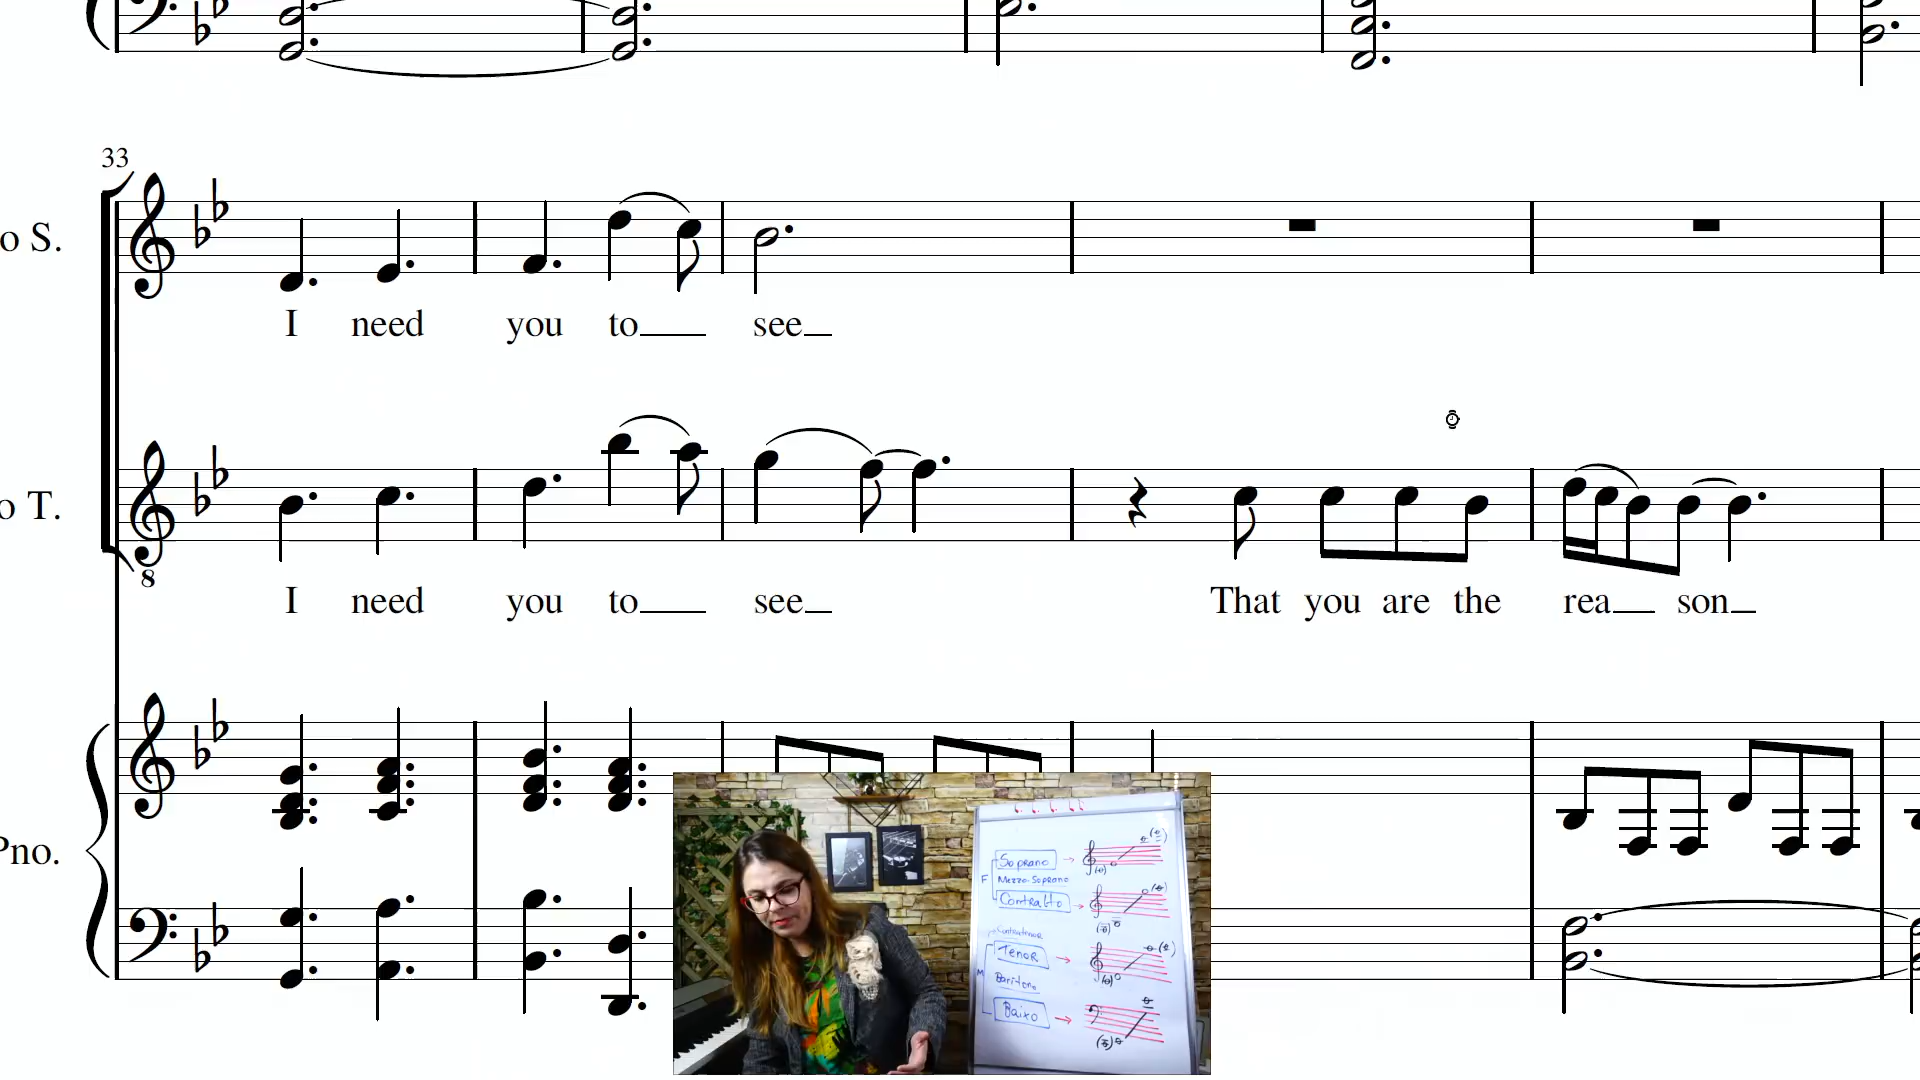 33
o S.
I need you to see
o T.
8
I need you to see That you are the rea son
Pno.
Soprano
F Mezzo-Soprano
Contralto
Contratenor
Tenor
M Barítono
Baixo